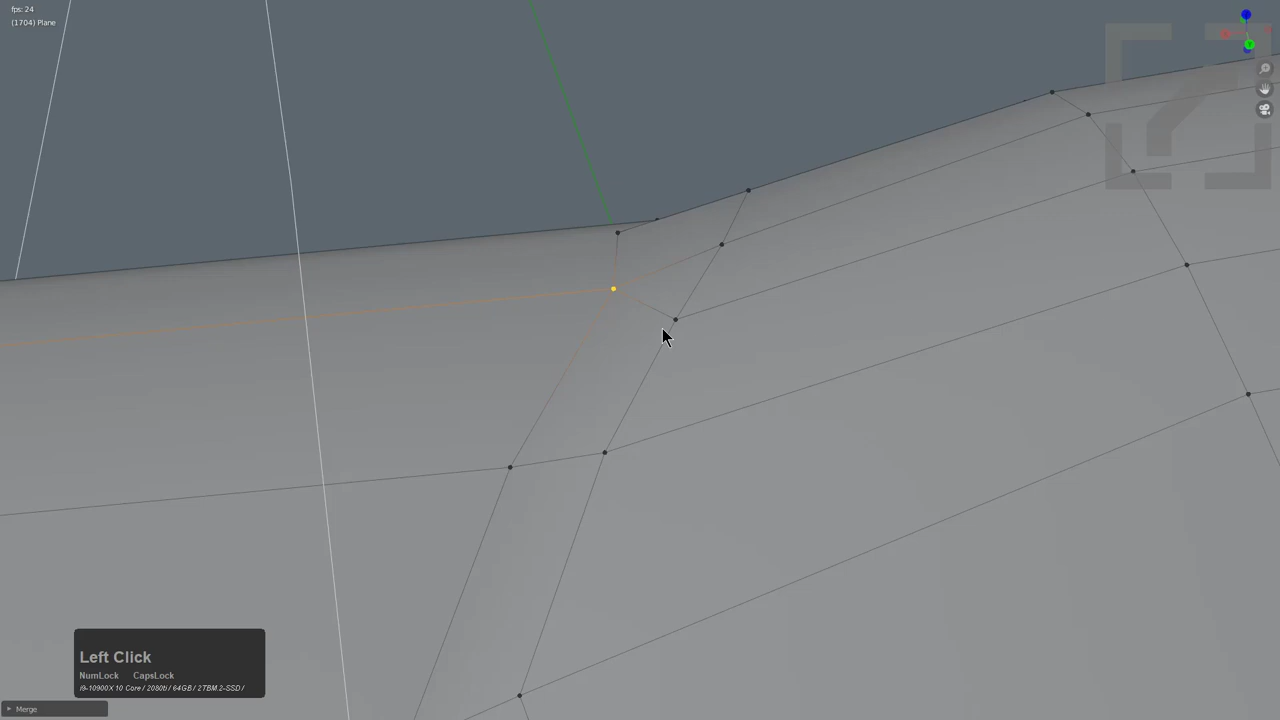 fps: 24
(1704) Plane
Left Click
NumLock CapsLock
i9-10900X 10 Core / 2080ti / 64GB / 2TBM.2-SSD /
Merge